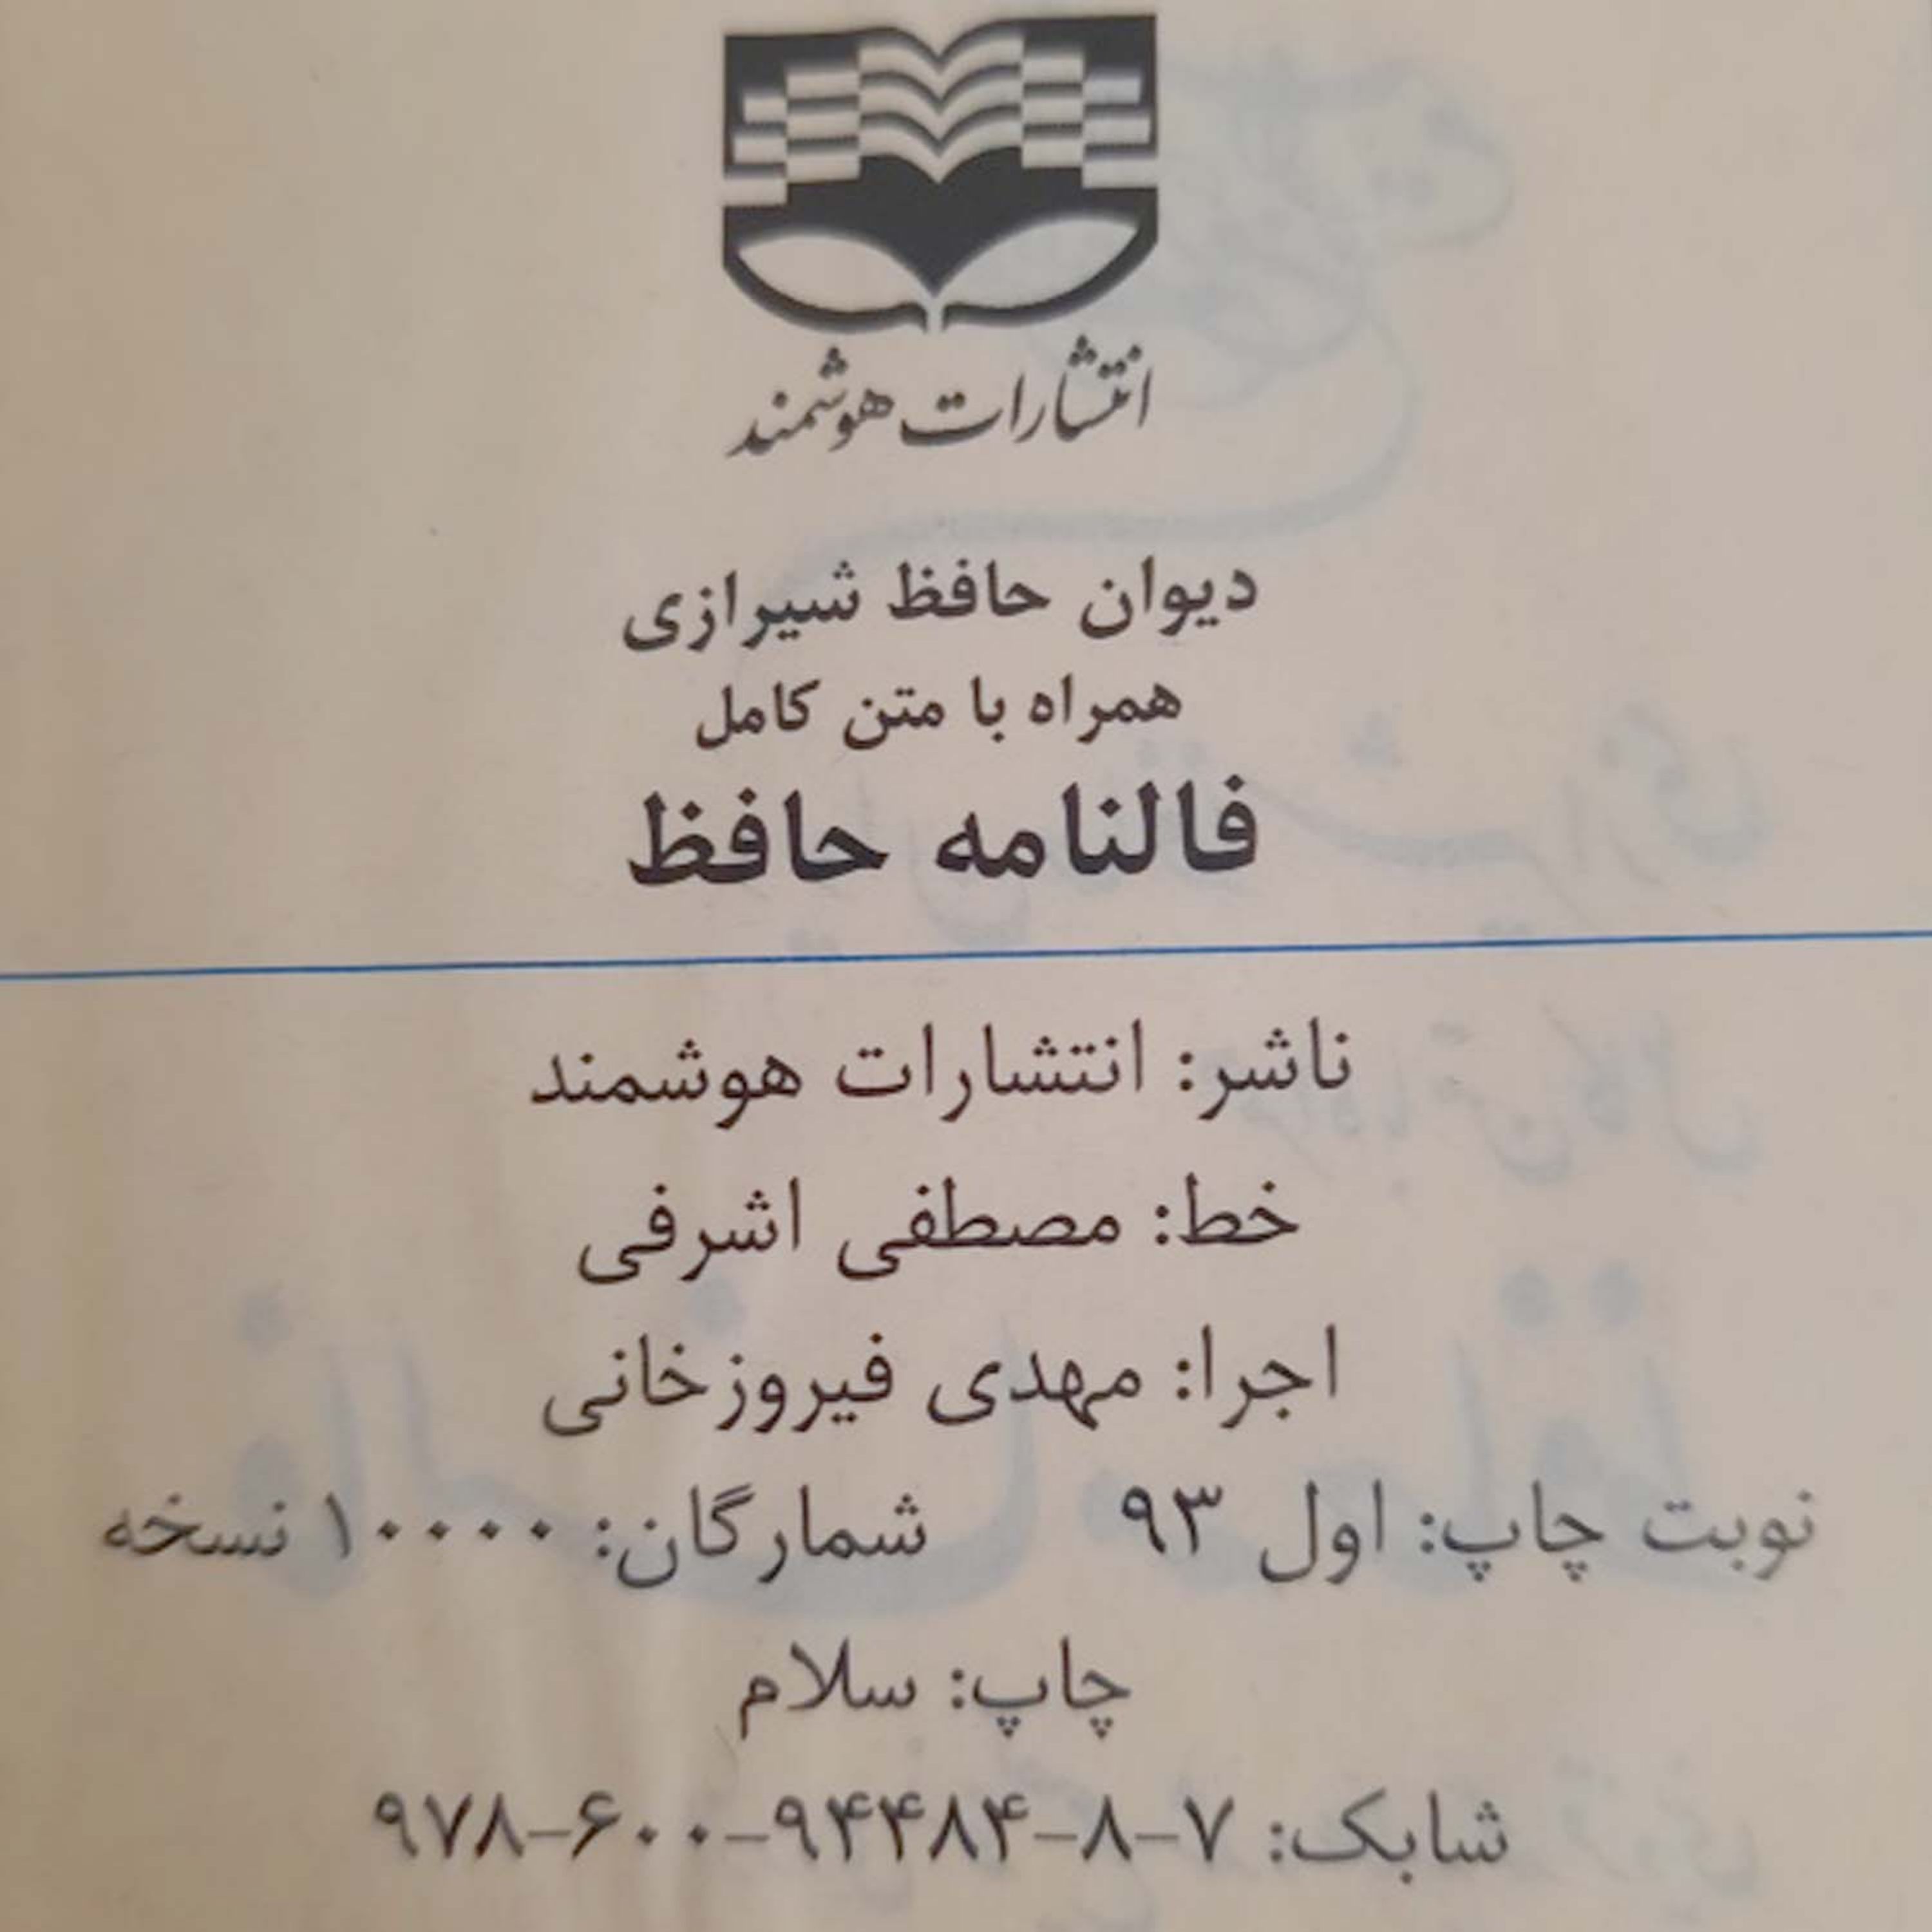 انتشارات هوشمند
دیوان حافظ شیرازی
همراه با متن کامل
فالنامه حافظ
ناشر: انتشارات هوشمند
خط: مصطفی اشرفی
اجرا: مهدی فیروزخانی
نوبت چاپ: اول ۹۳ شمارگان: ۱۰۰۰۰ نسخه
چاپ: سلام
شابک: ۷-۸-۹۴۴۸۴-۶۰۰-۹۷۸